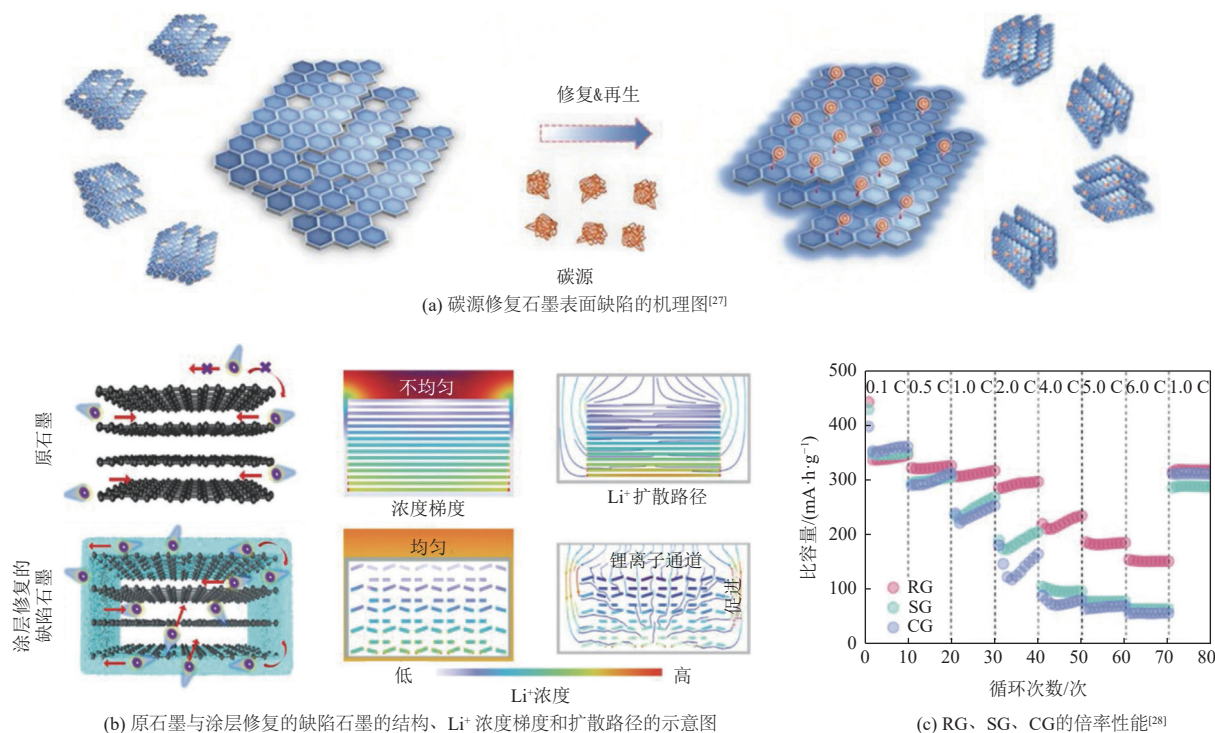 修复&再生
碳源
(a) 碳源修复石墨表面缺陷的机理图[27]
原石墨
不均匀
浓度梯度
Li⁺ 扩散路径
涂层修复的
缺陷石墨
均匀
锂离子通道
促进
低
高
Li⁺浓度
(b) 原石墨与涂层修复的缺陷石墨的结构、Li⁺ 浓度梯度和扩散路径的示意图
比容量/(mA·h·g⁻¹)
500
400
300
200
100
0
0.1 C 0.5 C 1.0 C 2.0 C 4.0 C 5.0 C 6.0 C 1.0 C
RG
SG
CG
0 10 20 30 40 50 60 70 80
循环次数/次
(c) RG、SG、CG的倍率性能[28]